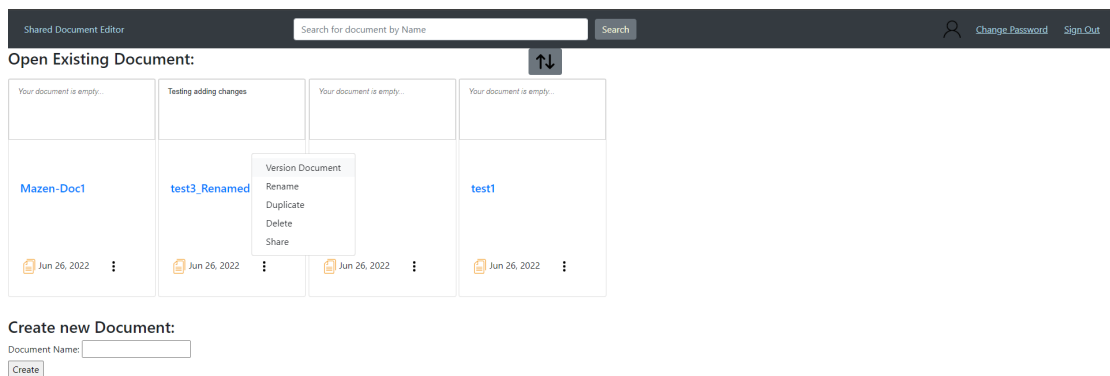 Shared Document Editor
Search for document by Name
Search
Change Password
Sign Out
Open Existing Document:
Your document is empty...
Testing adding changes
Your document is empty...
Your document is empty...
Mazen-Doc1
test3_Renamed
test1
Version Document
Rename
Duplicate
Delete
Share
Jun 26, 2022
Jun 26, 2022
Jun 26, 2022
Jun 26, 2022
Create new Document:
Document Name:
Create